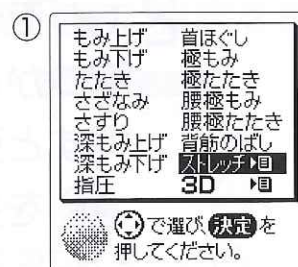 ①
もみ上げ 首ほぐし
もみ下げ 極もみ
たたき 極たたき
さざなみ 腰極もみ
さすり 腰極たたき
深もみ上げ 背筋のばし
深もみ下げ ストレッチ
指圧 3D
で選び、決定を
押してください。